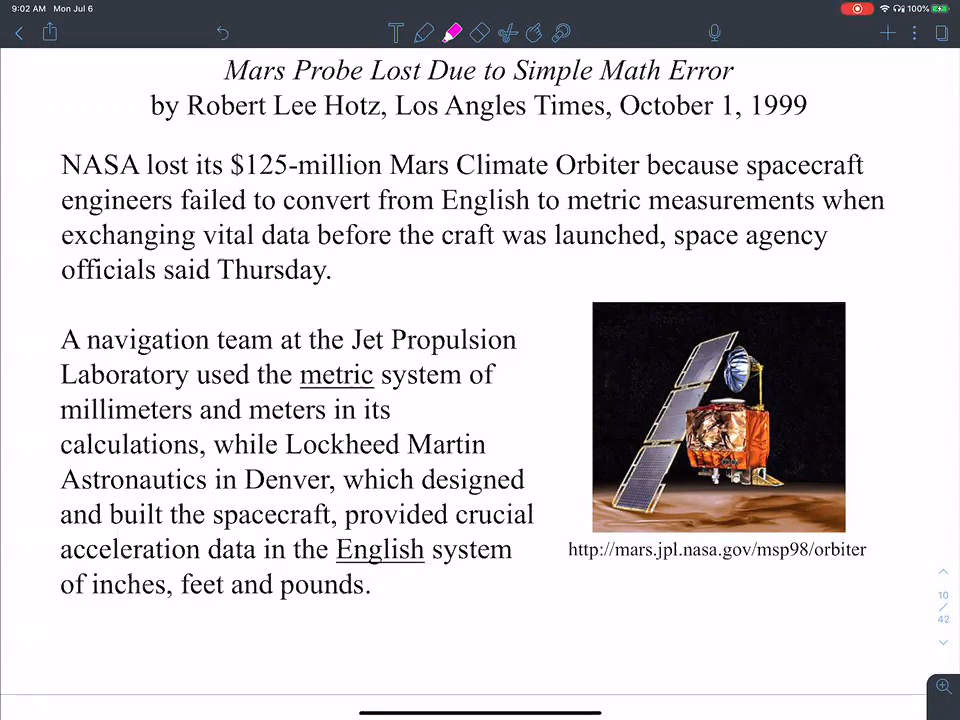 9:02 AM Mon Jul 6
100%
T
Mars Probe Lost Due to Simple Math Error
by Robert Lee Hotz, Los Angles Times, October 1, 1999
NASA lost its $125-million Mars Climate Orbiter because spacecraft
engineers failed to convert from English to metric measurements when
exchanging vital data before the craft was launched, space agency
officials said Thursday.
A navigation team at the Jet Propulsion
Laboratory used the metric system of
millimeters and meters in its
calculations, while Lockheed Martin
Astronautics in Denver, which designed
and built the spacecraft, provided crucial
acceleration data in the English system
of inches, feet and pounds.
http://mars.jpl.nasa.gov/msp98/orbiter
10
/
42